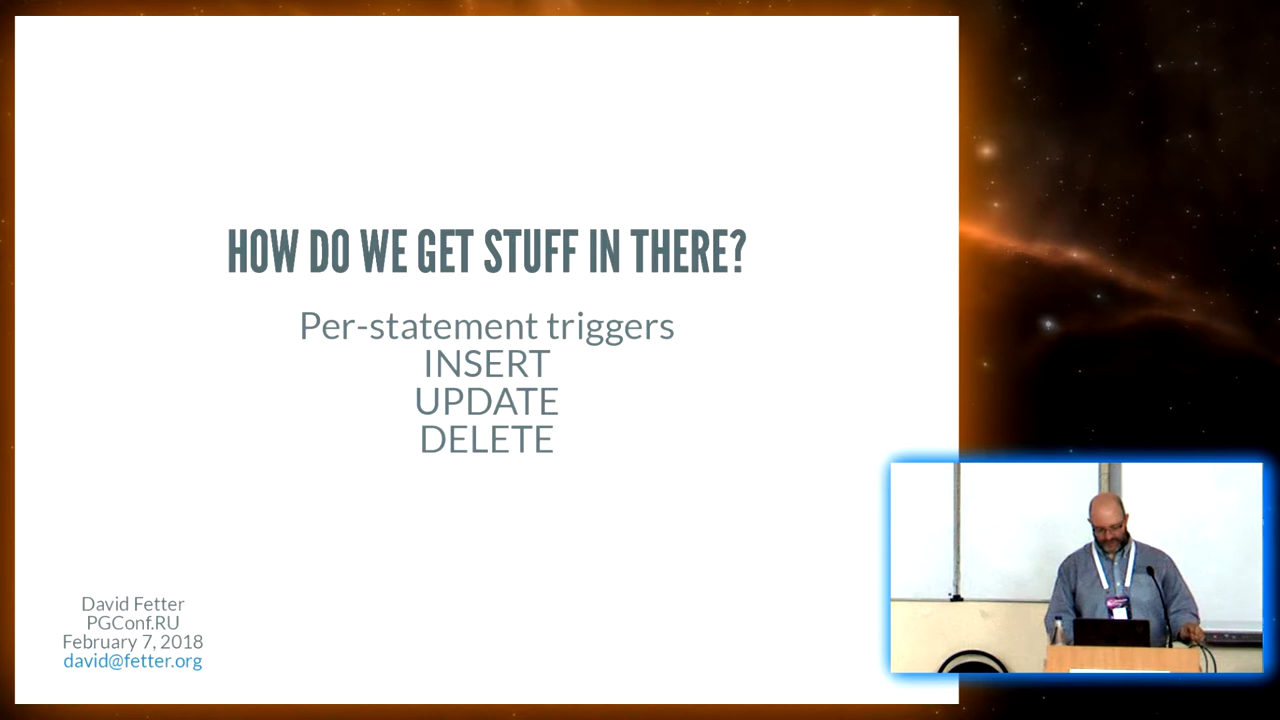 HOW DO WE GET STUFF IN THERE?
Per-statement triggers
INSERT
UPDATE
DELETE
David Fetter
PGConf.RU
February 7, 2018
david@fetter.org